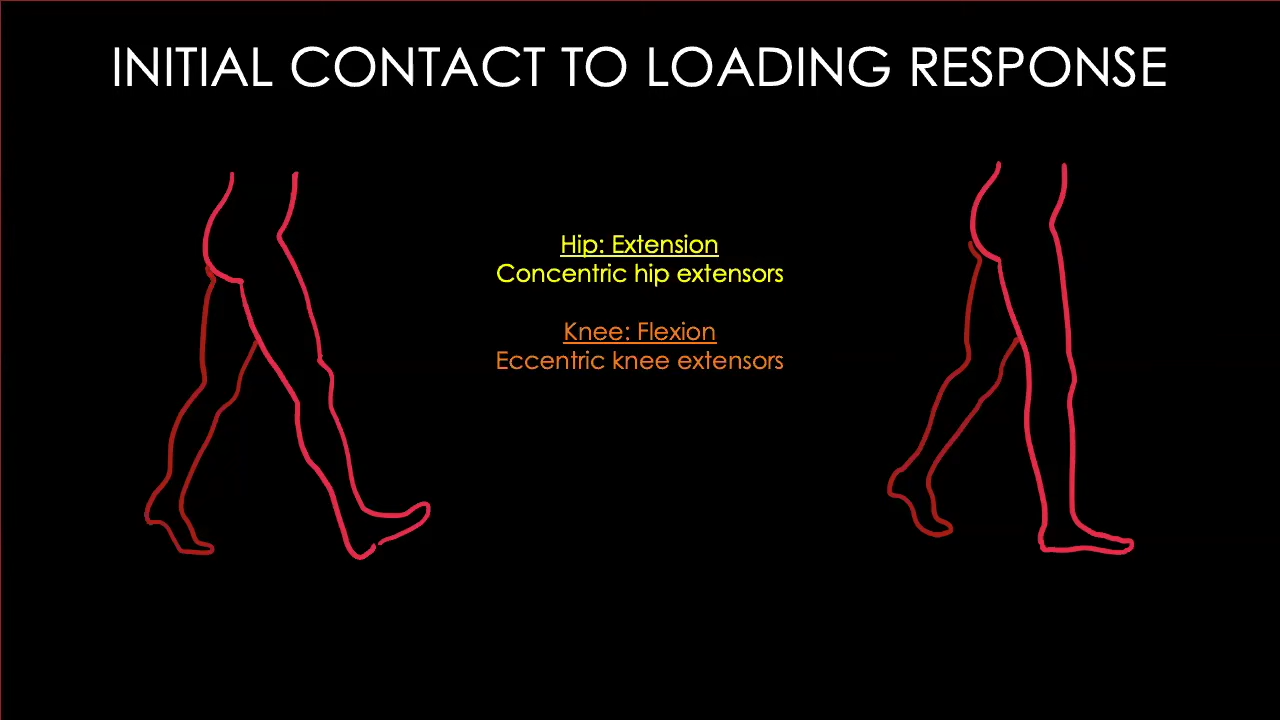 INITIAL CONTACT TO LOADING RESPONSE
Hip: Extension
Concentric hip extensors
Knee: Flexion
Eccentric knee extensors